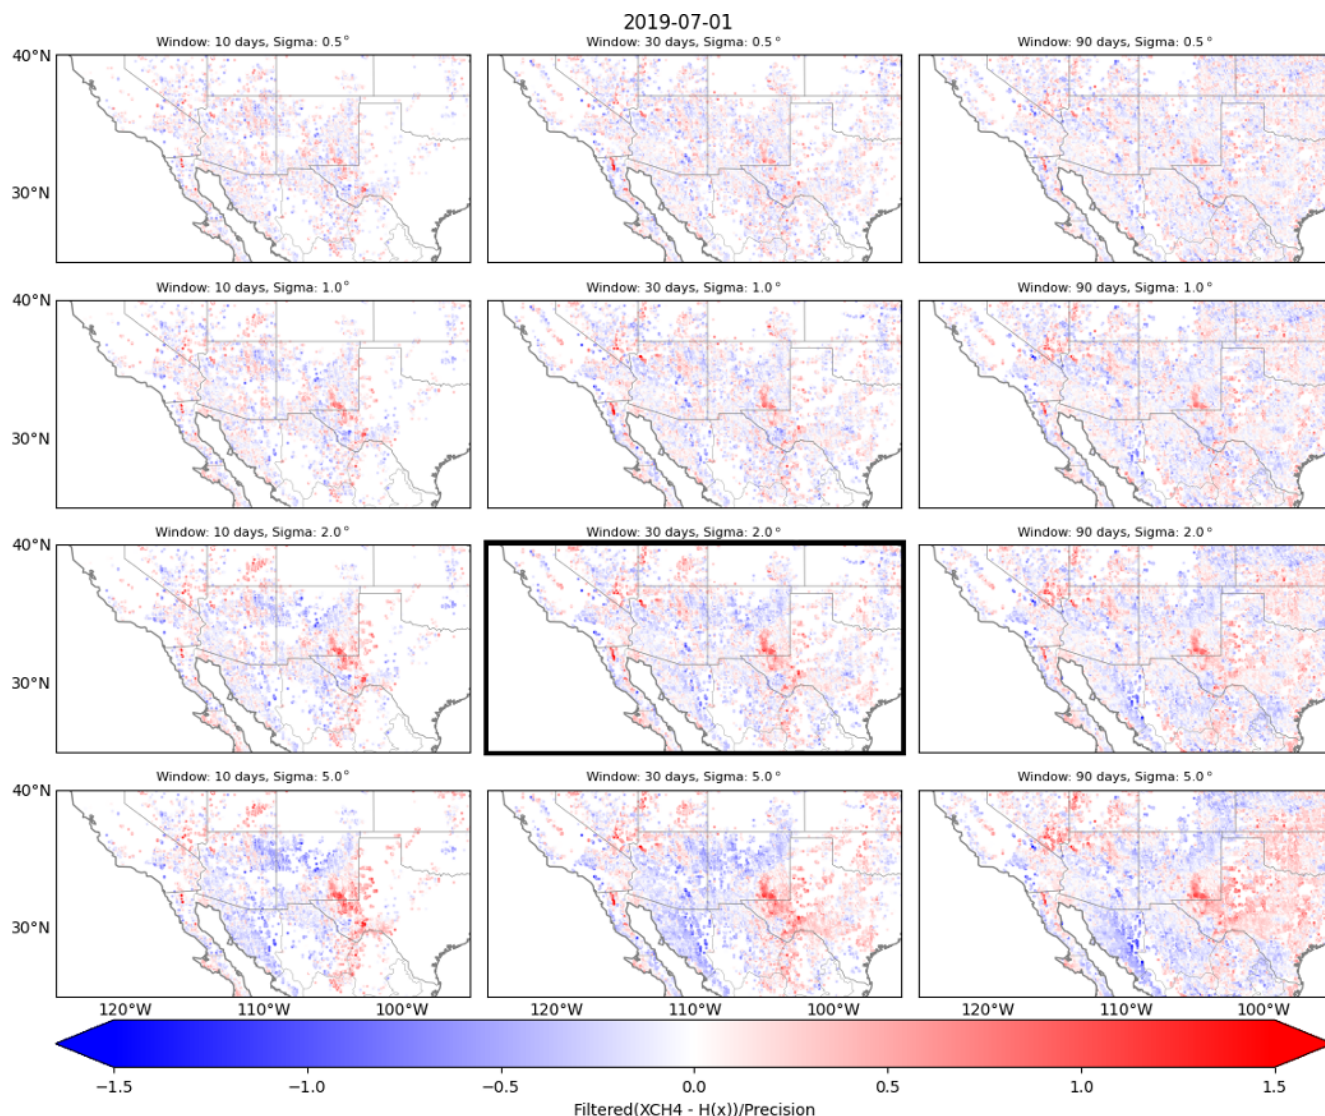 2019-07-01
Window: 10 days, Sigma: 0.5°
Window: 30 days, Sigma: 0.5°
Window: 90 days, Sigma: 0.5°
40°N
30°N
Window: 10 days, Sigma: 1.0°
Window: 30 days, Sigma: 1.0°
Window: 90 days, Sigma: 1.0°
40°N
30°N
Window: 10 days, Sigma: 2.0°
Window: 30 days, Sigma: 2.0°
Window: 90 days, Sigma: 2.0°
40°N
30°N
Window: 10 days, Sigma: 5.0°
Window: 30 days, Sigma: 5.0°
Window: 90 days, Sigma: 5.0°
40°N
30°N
120°W 110°W 100°W 120°W 110°W 100°W 120°W 110°W 100°W
−1.5 −1.0 −0.5 0.0 0.5 1.0 1.5
Filtered(XCH4 - H(x))/Precision